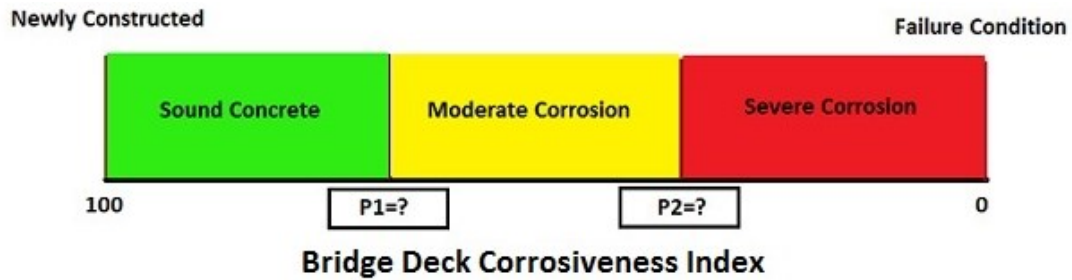 Newly Constructed
Failure Condition
Sound Concrete
Moderate Corrosion
Severe Corrosion
100
P1=?
P2=?
0
Bridge Deck Corrosiveness Index